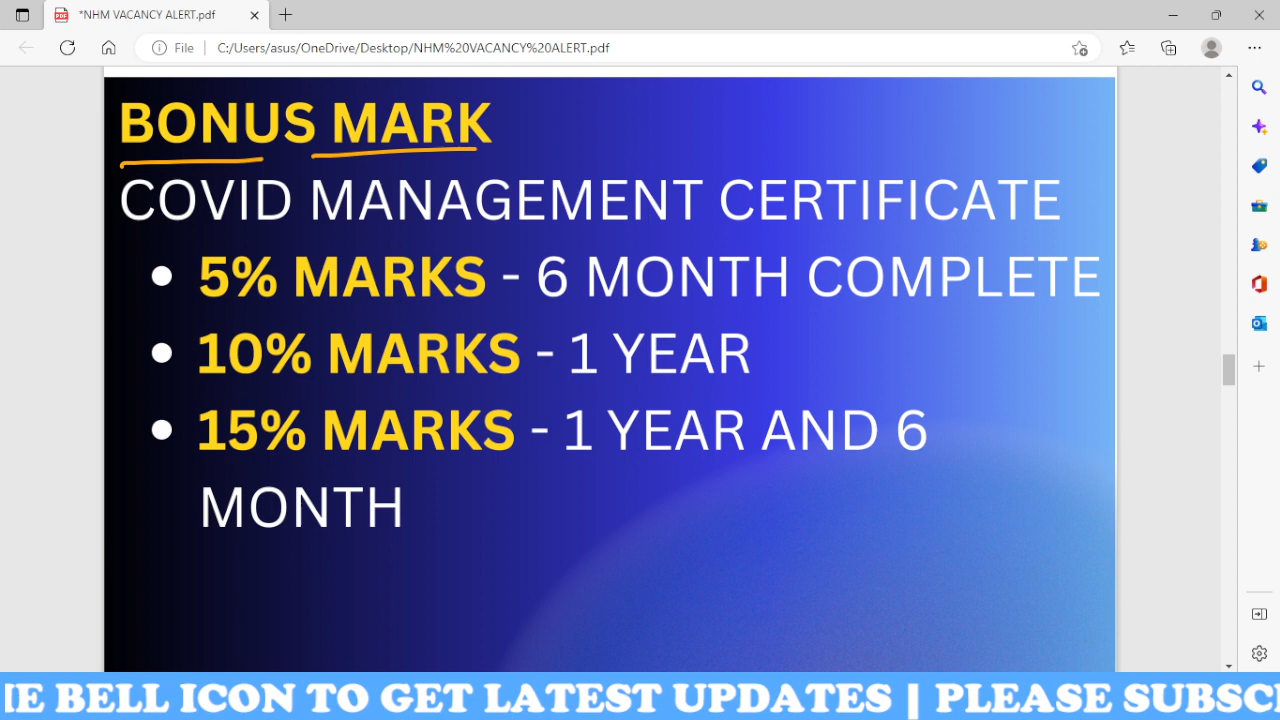 *NHM VACANCY ALERT.pdf
File
C:/Users/asus/OneDrive/Desktop/NHM%20VACANCY%20ALERT.pdf
BONUS MARK
COVID MANAGEMENT CERTIFICATE
5% MARKS - 6 MONTH COMPLETE
10% MARKS - 1 YEAR
15% MARKS - 1 YEAR AND 6
MONTH
BELL ICON TO GET LATEST UPDATES | PLEASE